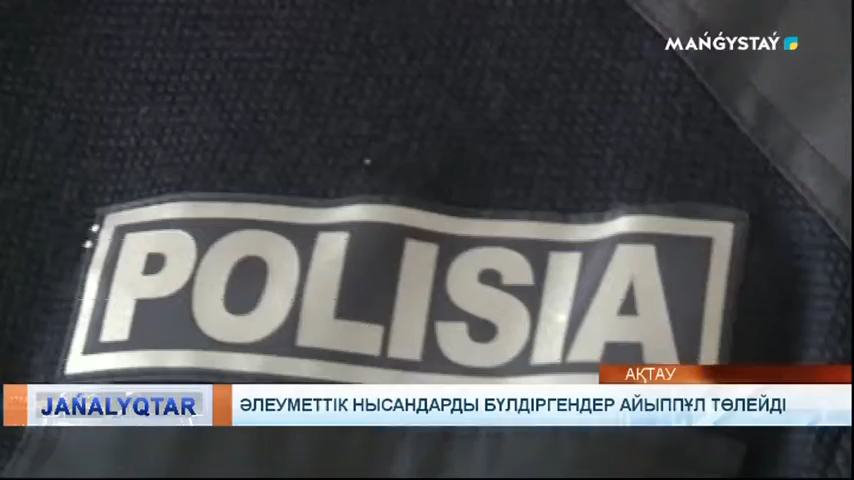 MAŃǴYSTAÝ
POLISIA
АҚТАУ
JAŃALYQTAR
ӘЛЕУМЕТТІК НЫСАНДАРДЫ БҮЛДІРГЕНДЕР АЙЫППҰЛ ТӨЛЕЙДІ